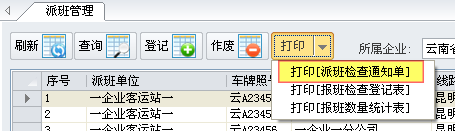 派班管理
刷新 查询 登记 作废 打印 所属企业: 云南省
打印[派班检查通知单]
打印[报班检查登记表]
打印[报班数量统计表]
序号 派班单位 车牌照号
1 一企业客运站一 云A23456 昆明
2 一企业客运站一 云A23456 昆明
3 一企业客运站一 云A23456 一企业一分公司 昆明